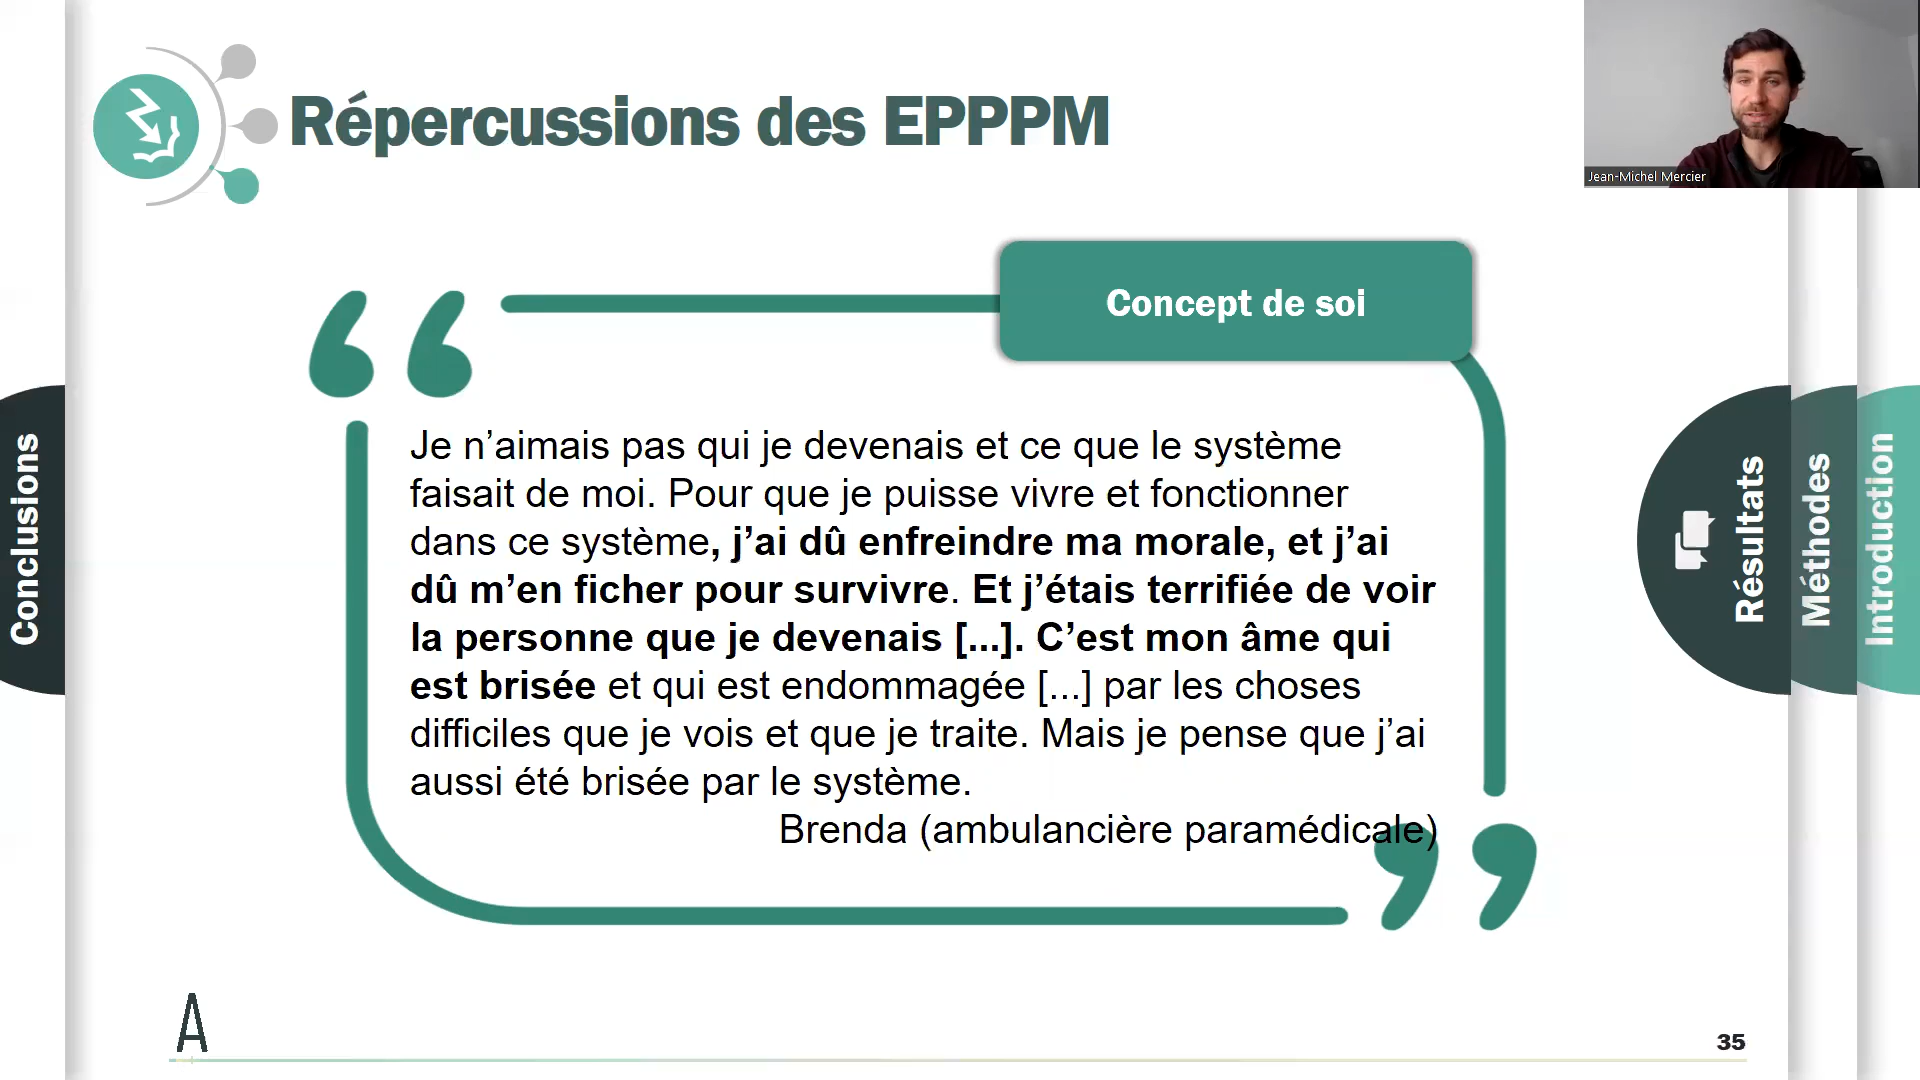 Répercussions des EPPPM
Jean-Michel Mercier
Concept de soi
Je n’aimais pas qui je devenais et ce que le système
faisait de moi. Pour que je puisse vivre et fonctionner
dans ce système, j’ai dû enfreindre ma morale, et j’ai
dû m’en ficher pour survivre. Et j’étais terrifiée de voir
la personne que je devenais [...]. C’est mon âme qui
est brisée et qui est endommagée [...] par les choses
difficiles que je vois et que je traite. Mais je pense que j’ai
aussi été brisée par le système.
Brenda (ambulancière paramédicale)
Conclusions
Résultats
Méthodes
Introduction
A
35